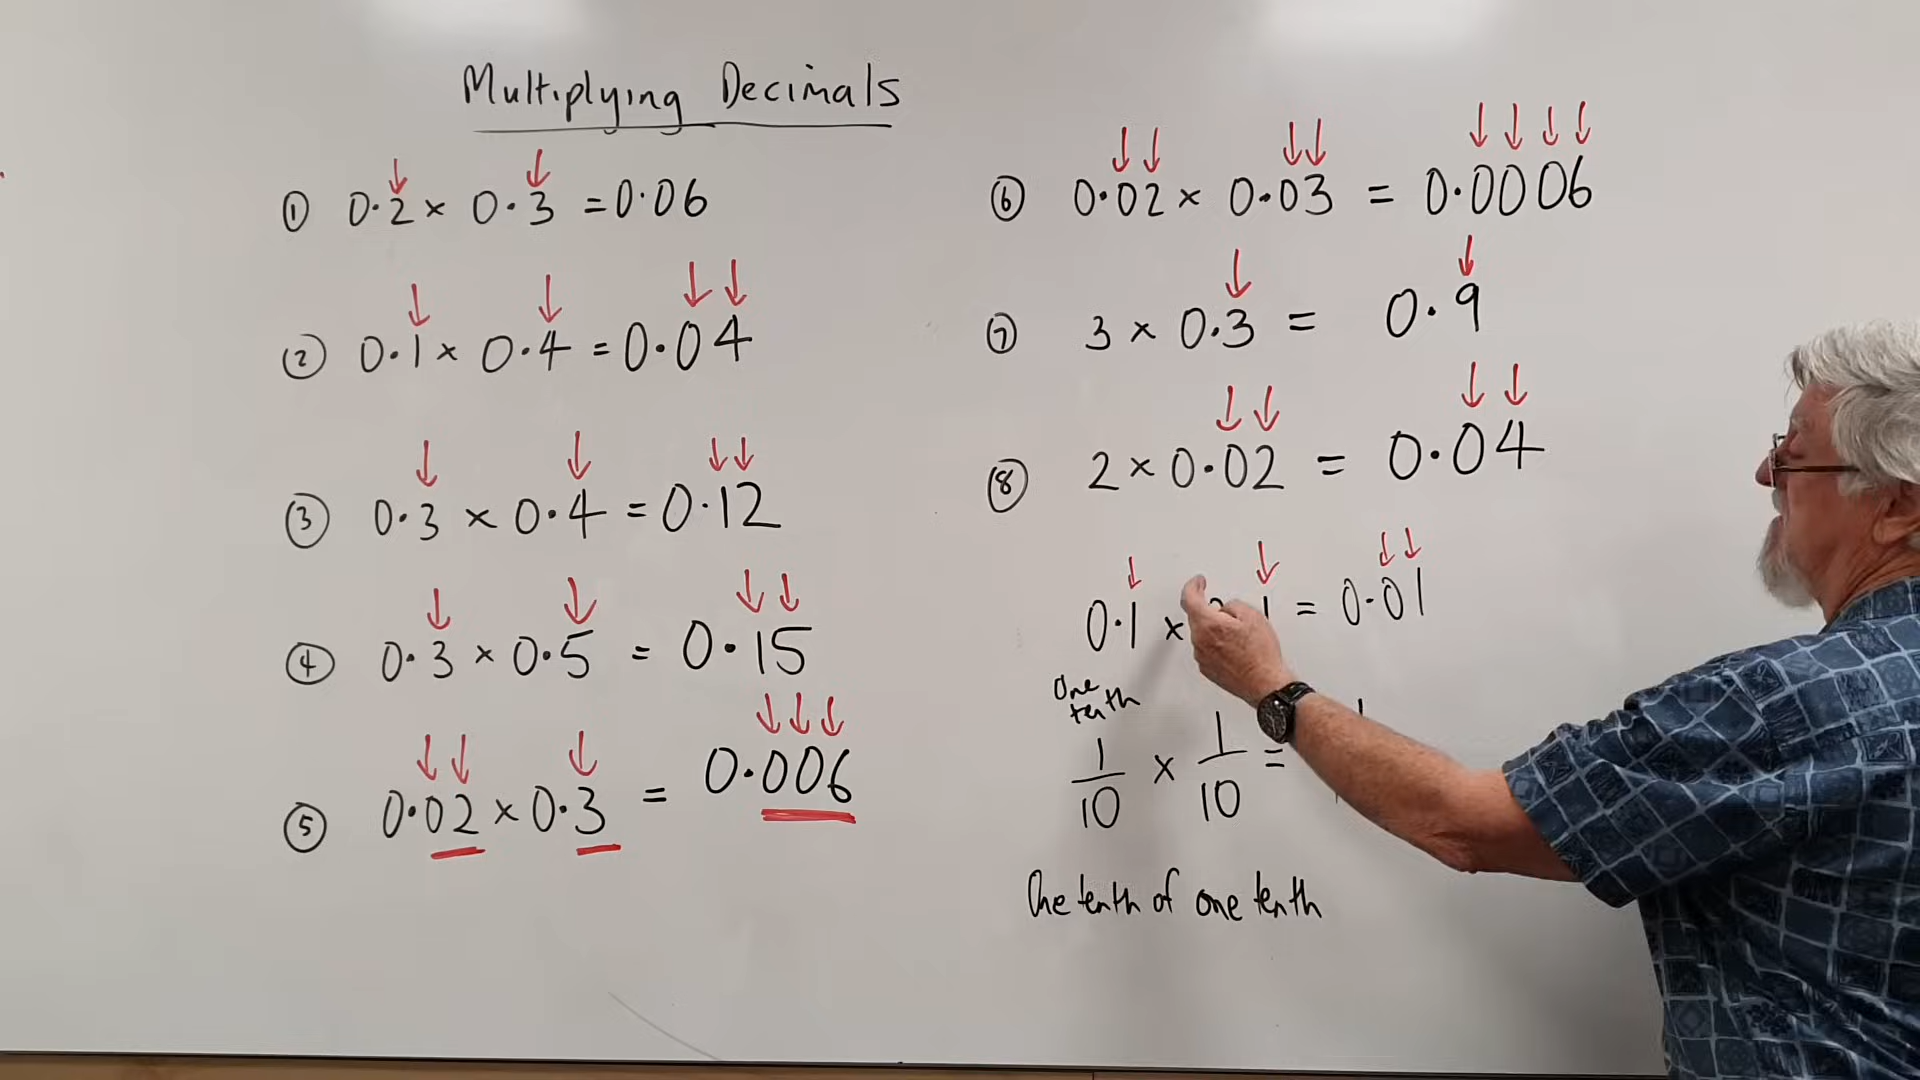 Multiplying Decimals
① 0.2 × 0.3 = 0.06
② 0.1 × 0.4 = 0.04
③ 0.3 × 0.4 = 0.12
④ 0.3 × 0.5 = 0.15
⑤ 0.02 × 0.3 = 0.006
⑥ 0.02 × 0.03 = 0.0006
⑦ 3 × 0.3 = 0.9
⑧ 2 × 0.02 = 0.04
0.1 × 1 = 0.01
One
tenth
1/10 × 1/10 =
One tenth of one tenth